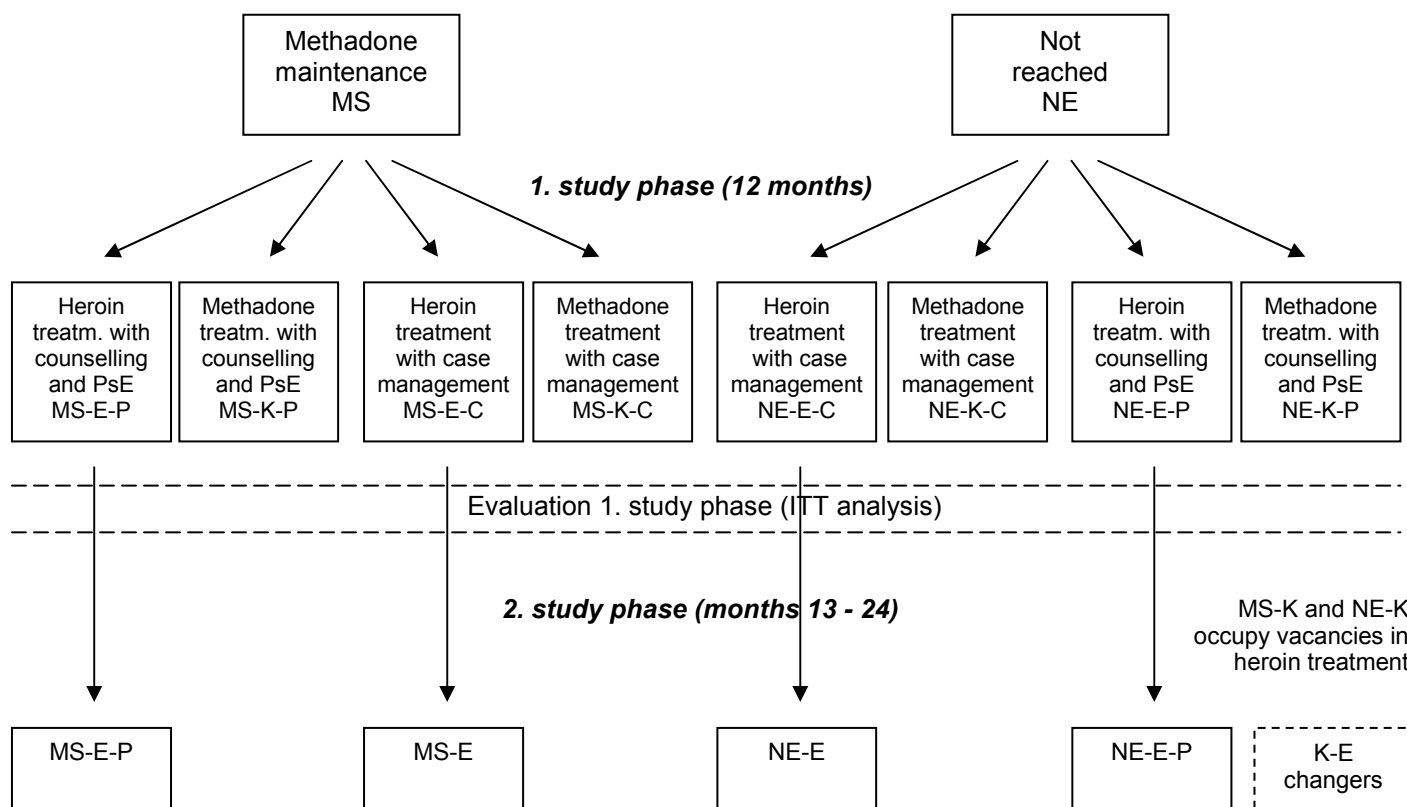 Methadone
maintenance
MS
Not
reached
NE
1. study phase (12 months)
Heroin
treatm. with
counselling
and PsE
MS-E-P
Methadone
treatm. with
counselling
and PsE
MS-K-P
Heroin
treatment
with case
management
MS-E-C
Methadone
treatment
with case
management
MS-K-C
Heroin
treatment
with case
management
NE-E-C
Methadone
treatment
with case
management
NE-K-C
Heroin
treatm. with
counselling
and PsE
NE-E-P
Methadone
treatm. with
counselling
and PsE
NE-K-P
Evaluation 1. study phase (ITT analysis)
2. study phase (months 13 - 24)
MS-K and NE-K
occupy vacancies in
heroin treatment
MS-E-P
MS-E
NE-E
NE-E-P
K-E
changers